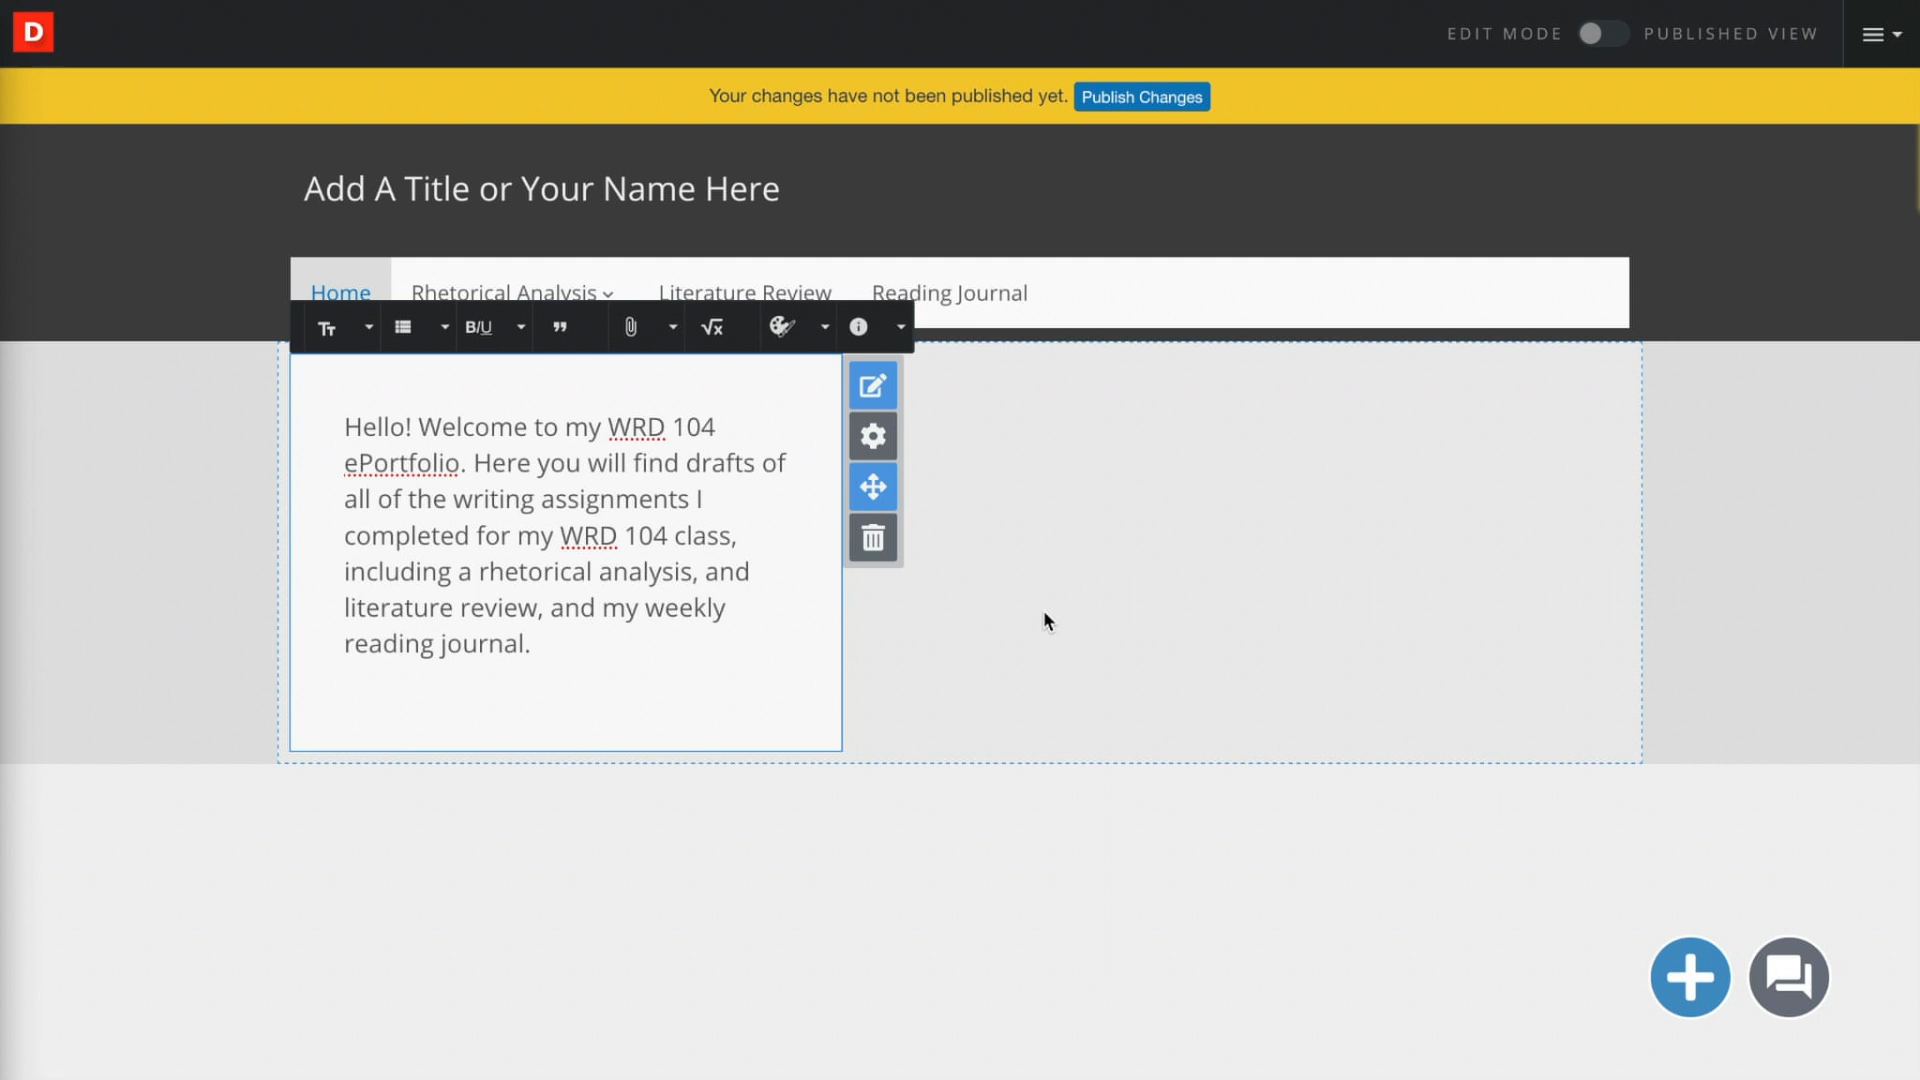 D
EDIT MODE PUBLISHED VIEW
Your changes have not been published yet. Publish Changes
Add A Title or Your Name Here
Home Rhetorical Analysis Literature Review Reading Journal
TT B/U √x
Hello! Welcome to my WRD 104
ePortfolio. Here you will find drafts of
all of the writing assignments I
completed for my WRD 104 class,
including a rhetorical analysis, and
literature review, and my weekly
reading journal.